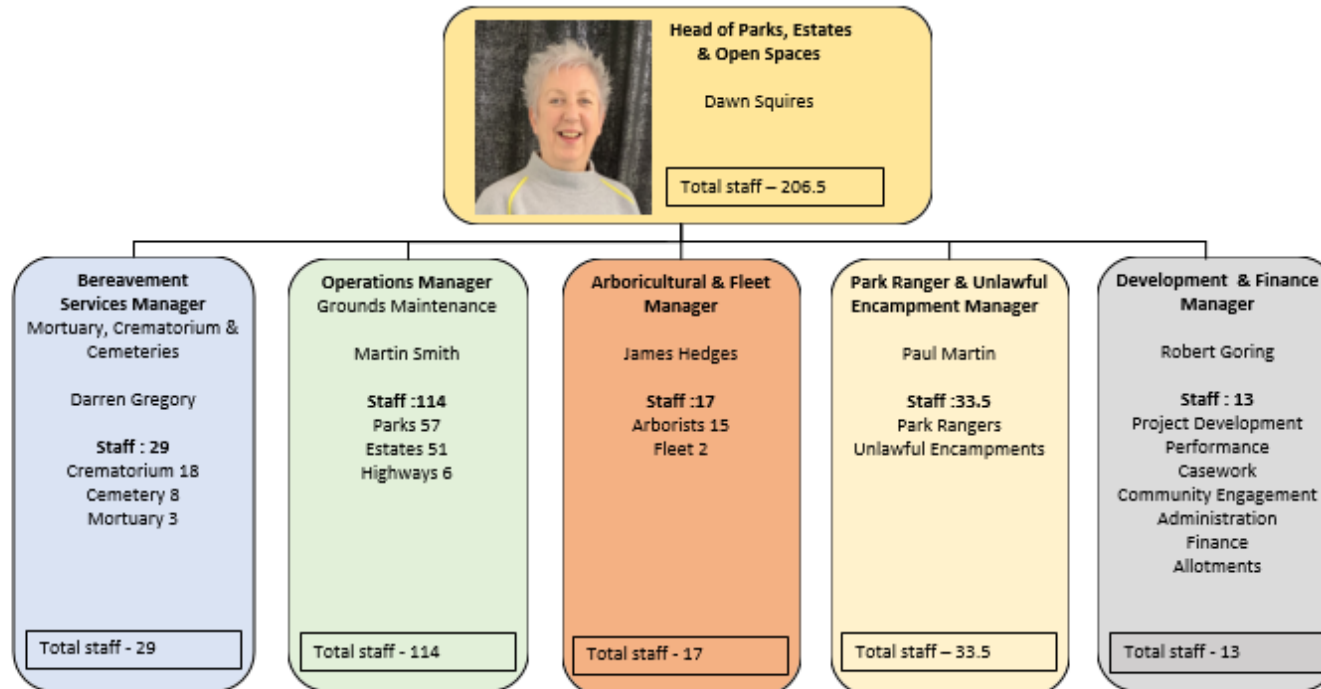 Head of Parks, Estates
& Open Spaces
Dawn Squires
Total staff – 206.5
Bereavement
Services Manager
Mortuary, Crematorium &
Cemeteries
Darren Gregory
Staff : 29
Crematorium 18
Cemetery 8
Mortuary 3
Total staff - 29
Operations Manager
Grounds Maintenance
Martin Smith
Staff :114
Parks 57
Estates 51
Highways 6
Total staff - 114
Arboricultural & Fleet
Manager
James Hedges
Staff :17
Arborists 15
Fleet 2
Total staff - 17
Park Ranger & Unlawful
Encampment Manager
Paul Martin
Staff :33.5
Park Rangers
Unlawful Encampments
Total staff – 33.5
Development & Finance
Manager
Robert Goring
Staff : 13
Project Development
Performance
Casework
Community Engagement
Administration
Finance
Allotments
Total staff - 13